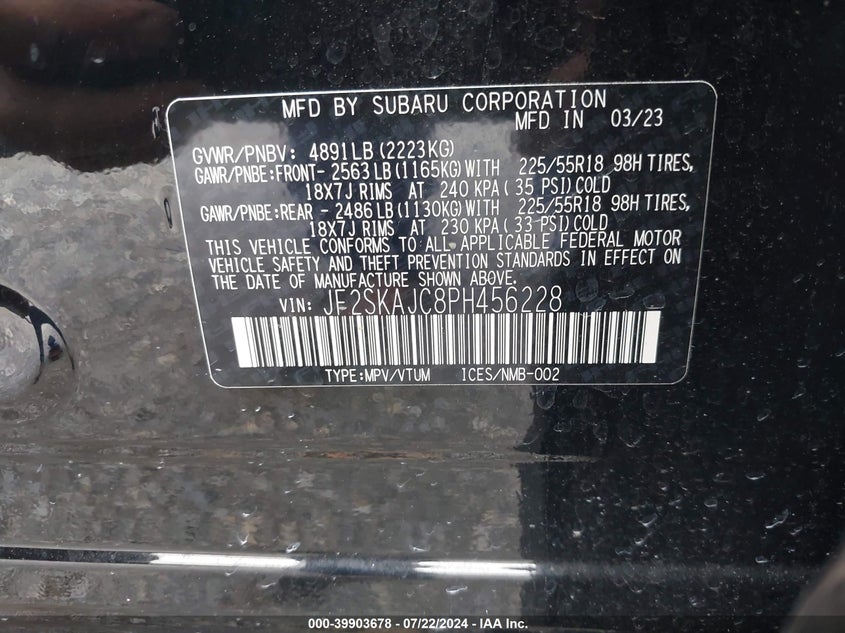 MFD BY SUBARU CORPORATION
MFD IN 03/23
GVWR/PNBV: 4891LB(2223KG)
GAWR/PNBE:FRONT- 2563LB(1165KG)WITH 225/55R18 98H TIRES,
18X7J RIMS AT 240 KPA( 35 PSI)COLD
GAWR/PNBE:REAR - 2486LB(1130KG)WITH 225/55R18 98H TIRES,
18X7J RIMS AT 230 KPA( 33 PSI)COLD
THIS VEHICLE CONFORMS TO ALL APPLICABLE FEDERAL MOTOR
VEHICLE SAFETY AND THEFT PREVENTION STANDARDS IN EFFECT ON
THE DATE OF MANUFACTURE SHOWN ABOVE.
VIN: JF2SKAJC8PH456228
TYPE:MPV/VTUM ICES/NMB-002
000-39903678 - 07/22/2024 - IAA Inc.